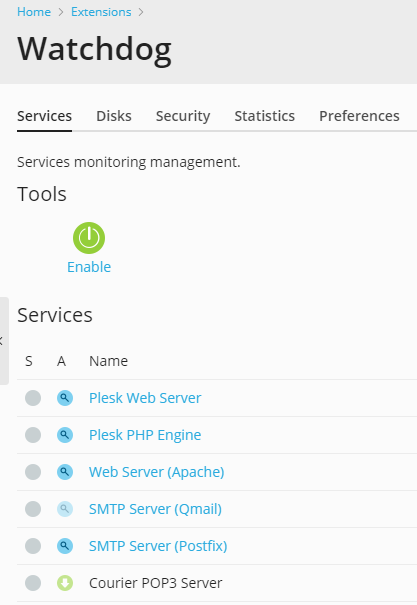 Home > Extensions >
Watchdog
Services Disks Security Statistics Preferences
Services monitoring management.
Tools
Enable
Services
S A Name
Plesk Web Server
Plesk PHP Engine
Web Server (Apache)
SMTP Server (Qmail)
SMTP Server (Postfix)
Courier POP3 Server